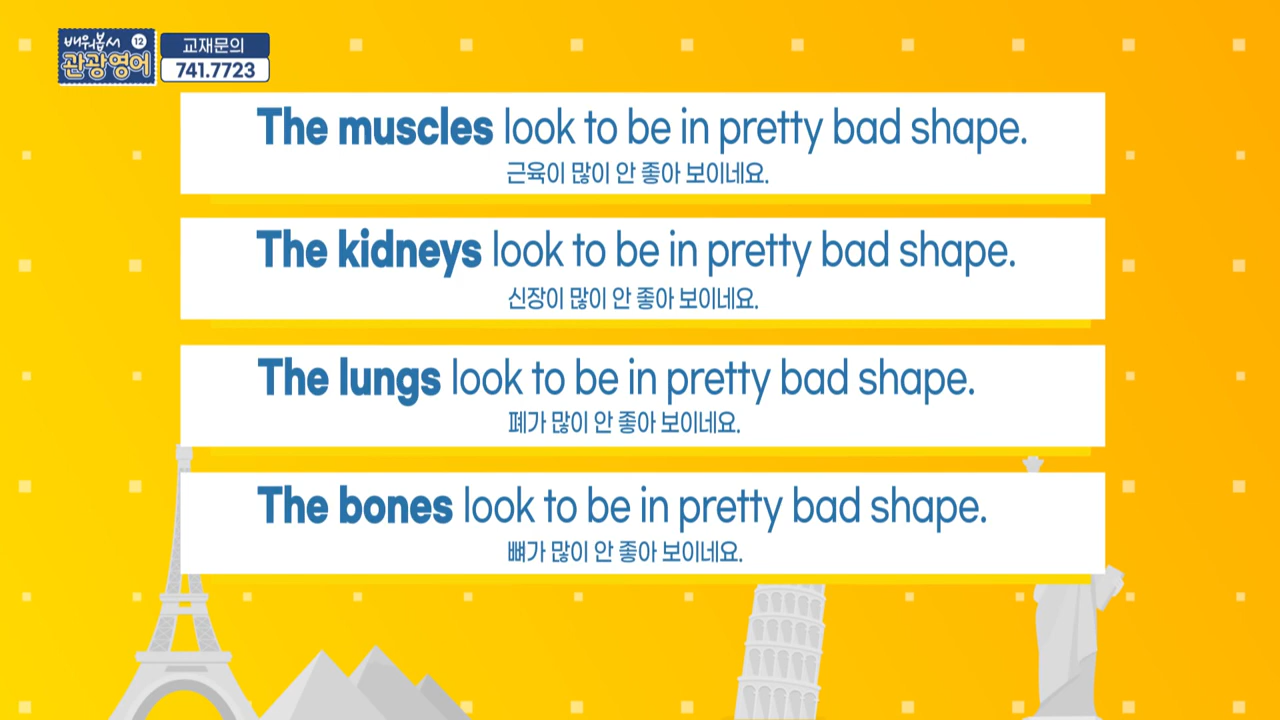 배워봅서 12
관광영어
교재문의
741.7723
The muscles look to be in pretty bad shape.
근육이 많이 안 좋아 보이네요.
The kidneys look to be in pretty bad shape.
신장이 많이 안 좋아 보이네요.
The lungs look to be in pretty bad shape.
폐가 많이 안 좋아 보이네요.
The bones look to be in pretty bad shape.
뼈가 많이 안 좋아 보이네요.